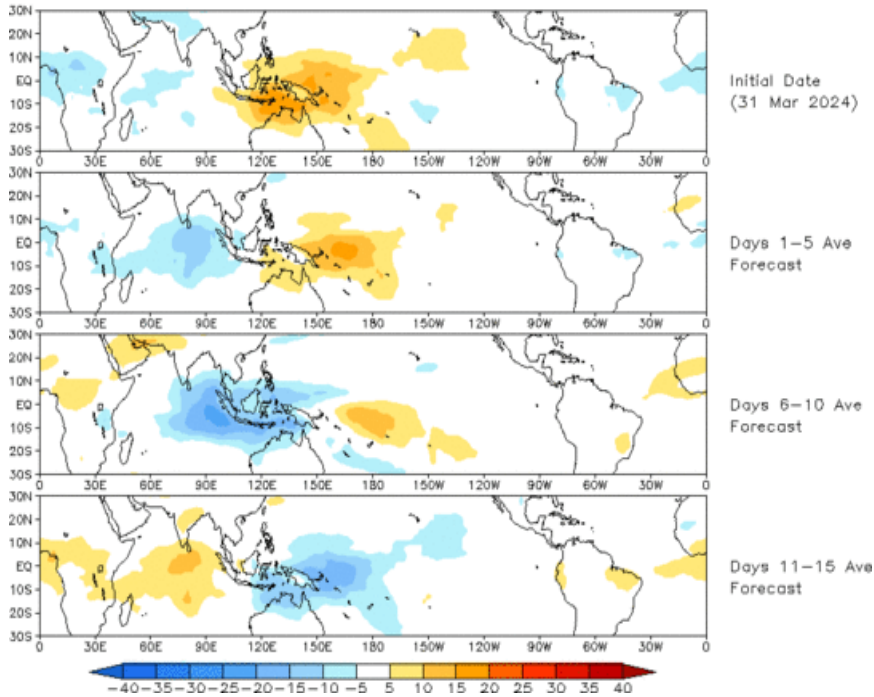 30N
20N
10N
EQ
10S
20S
30S
0 30E 60E 90E 120E 150E 180 150W 120W 90W 60W 30W 0
Initial Date
(31 Mar 2024)
30N
20N
10N
EQ
10S
20S
30S
0 30E 60E 90E 120E 150E 180 150W 120W 90W 60W 30W 0
Days 1-5 Ave
Forecast
30N
20N
10N
EQ
10S
20S
30S
0 30E 60E 90E 120E 150E 180 150W 120W 90W 60W 30W 0
Days 6-10 Ave
Forecast
30N
20N
10N
EQ
10S
20S
30S
0 30E 60E 90E 120E 150E 180 150W 120W 90W 60W 30W 0
Days 11-15 Ave
Forecast
-40 -35 -30 -25 -20 -15 -10 -5 5 10 15 20 25 30 35 40